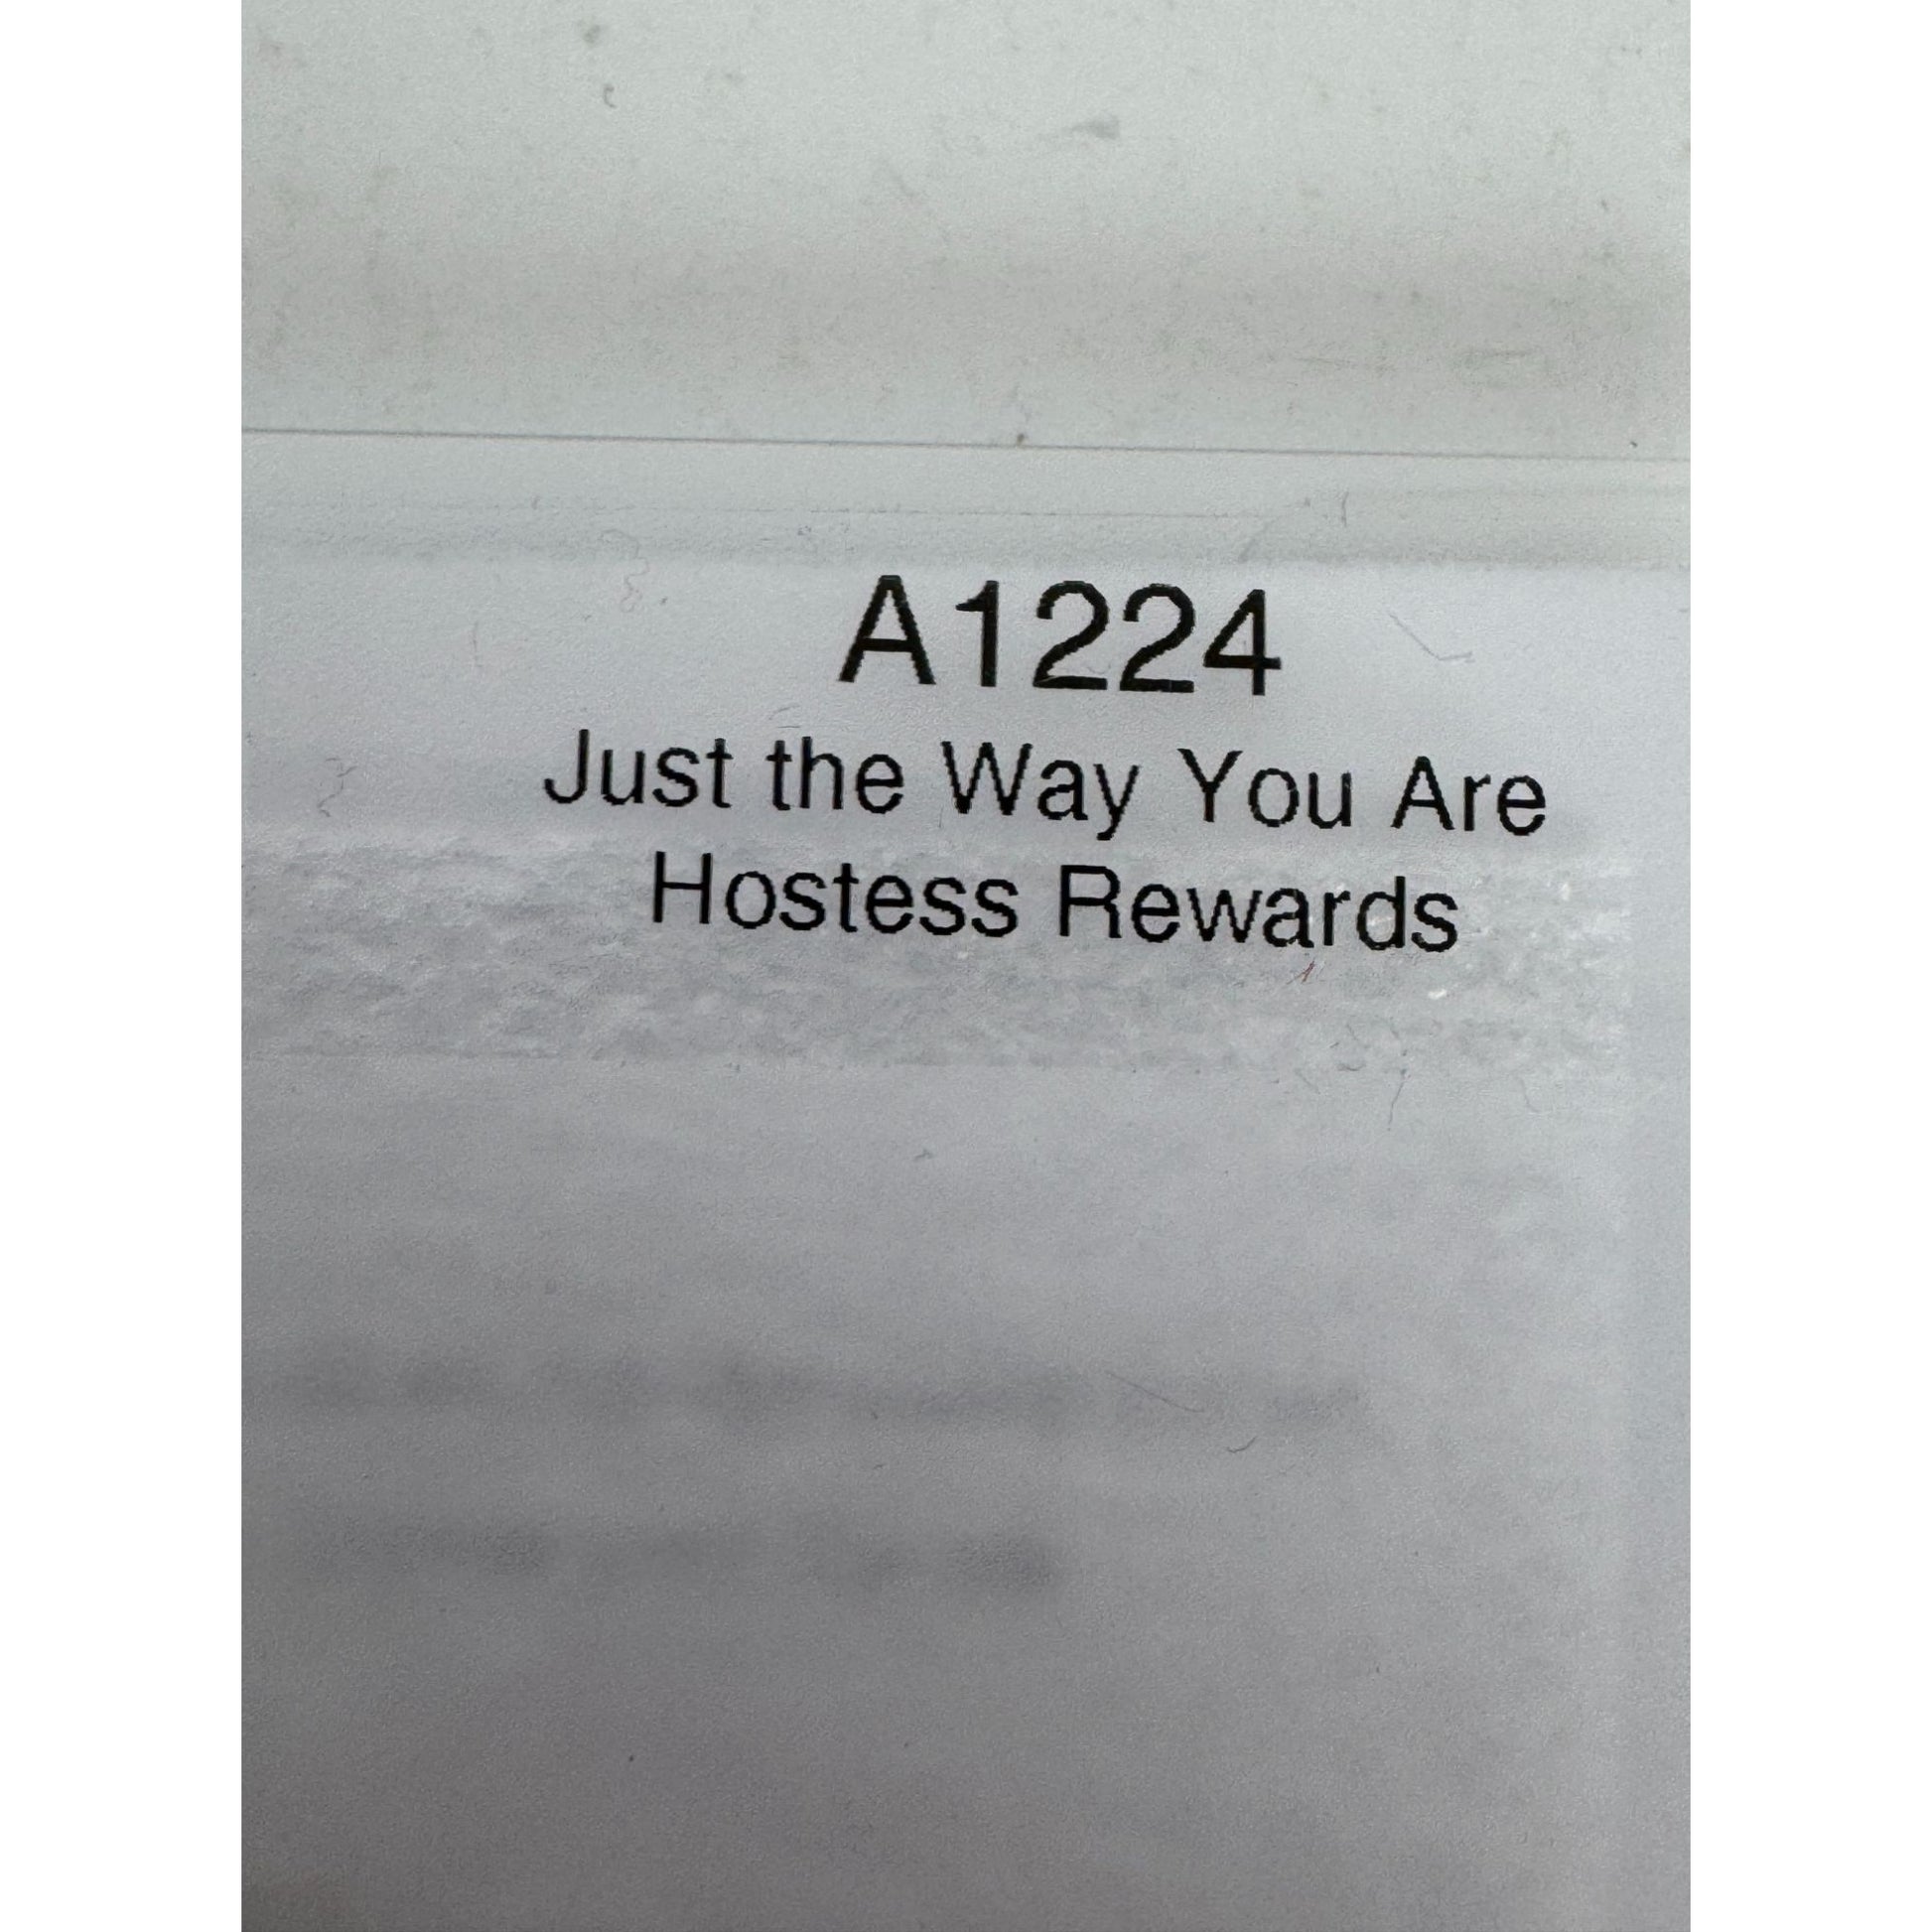 A1224
Just the Way You Are
Hostess Rewards